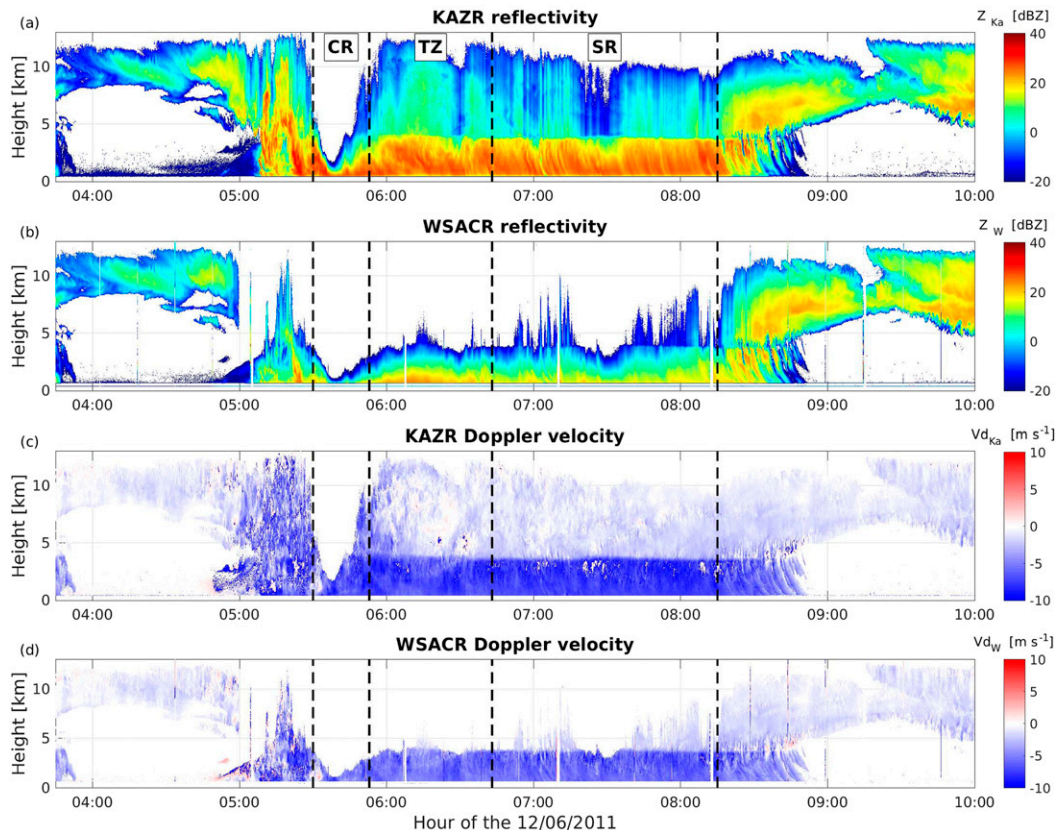 KAZR reflectivity
(a)
Z Ka [dBZ]
CR
TZ
SR
Height [km]
10
5
0
40
20
0
-20
04:00 05:00 06:00 07:00 08:00 09:00 10:00
WSACR reflectivity
(b)
Z W [dBZ]
Height [km]
10
5
0
40
20
0
-20
04:00 05:00 06:00 07:00 08:00 09:00 10:00
KAZR Doppler velocity
(c)
Vd Ka [m s-1]
Height [km]
10
5
0
10
5
0
-5
-10
04:00 05:00 06:00 07:00 08:00 09:00 10:00
WSACR Doppler velocity
(d)
Vd W [m s-1]
Height [km]
10
5
0
10
5
0
-5
-10
04:00 05:00 06:00 07:00 08:00 09:00 10:00
Hour of the 12/06/2011